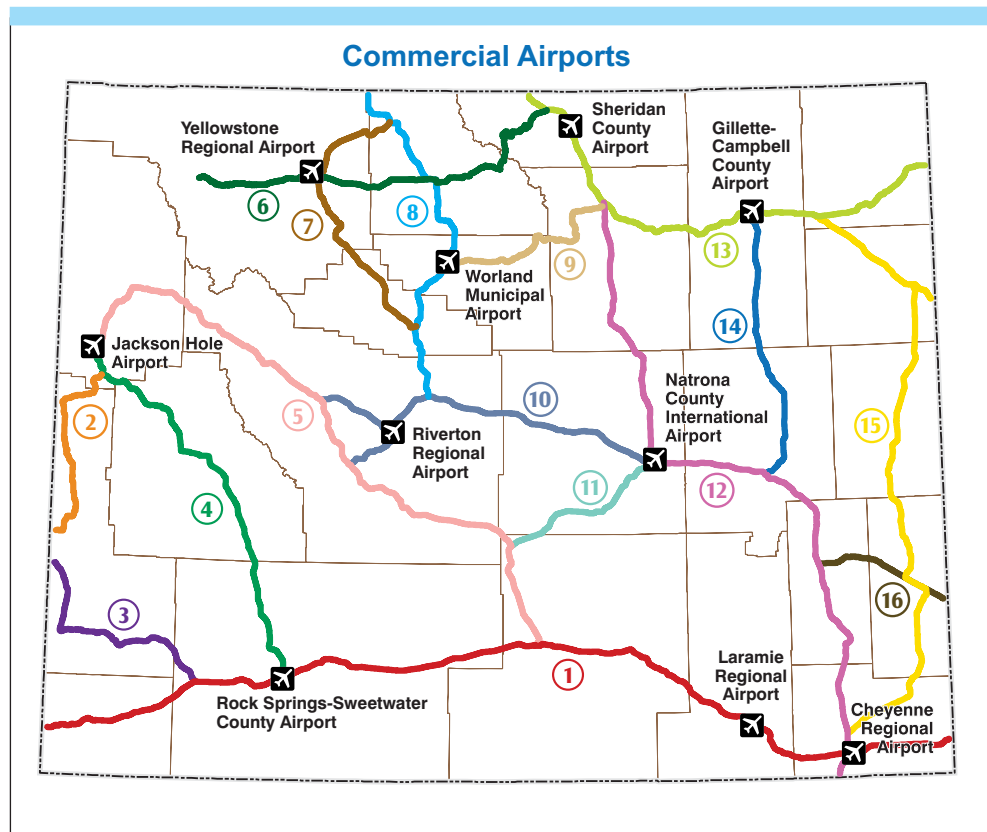 Commercial Airports
Sheridan
County
Airport
Yellowstone
Regional Airport
Gillette-
Campbell
County
Airport
6
7
8
9
13
Worland
Municipal
Airport
14
Jackson Hole
Airport
2
5
10
Natrona
County
International
Airport
15
Riverton
Regional
Airport
4
11
12
3
16
1
Laramie
Regional
Airport
Rock Springs-Sweetwater
County Airport
Cheyenne
Regional
Airport